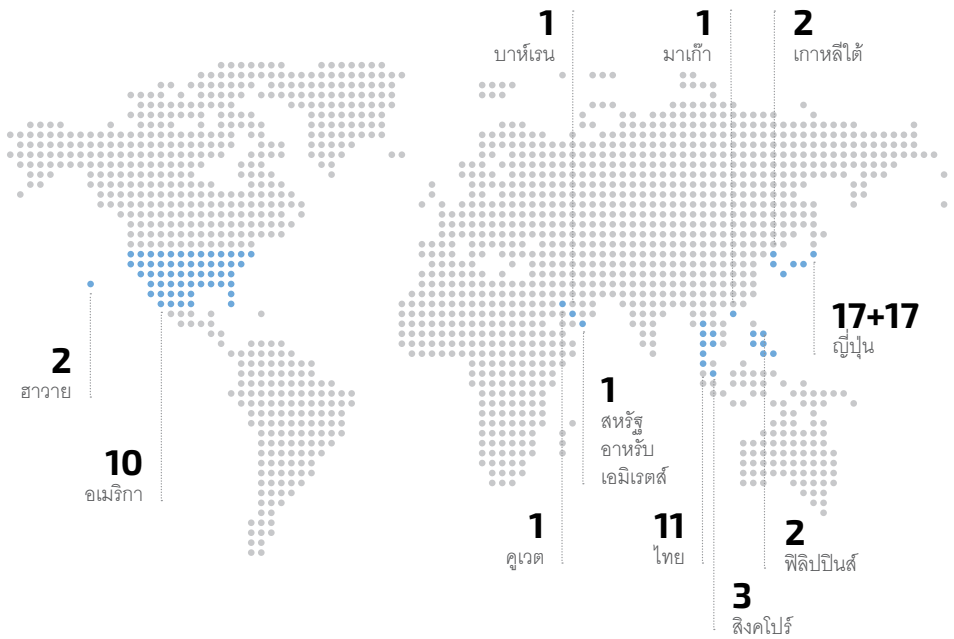 1
บาห์เรน
1
มาเก๊า
2
เกาหลีใต้
17+17
ญี่ปุ่น
2
ฮาวาย
1
สหรัฐ
อาหรับ
เอมิเรตส์
10
อเมริกา
1
คูเวต
11
ไทย
2
ฟิลิปปินส์
3
สิงคโปร์